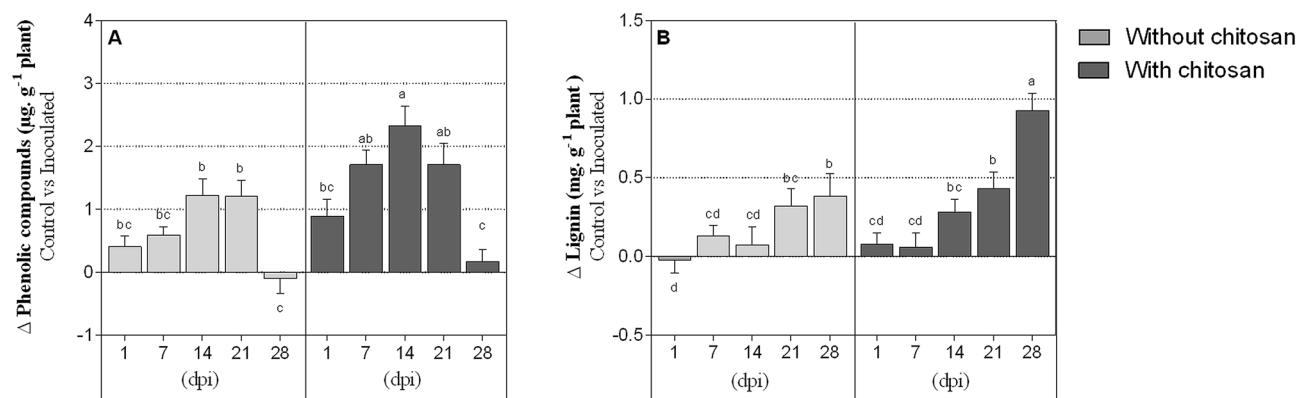 △ Phenolic compounds (µg. g⁻¹ plant)
Control vs Inoculated
A
4
3
2
1
0
-1
bc
bc
b
b
c
bc
ab
a
ab
c
1 7 14 21 28 1 7 14 21 28
(dpi) (dpi)
△ Lignin (mg. g⁻¹ plant )
Control vs Inoculated
B
1.5
1.0
0.5
0.0
-0.5
d
cd
cd
bc
b
cd
cd
bc
b
a
1 7 14 21 28 1 7 14 21 28
(dpi) (dpi)
Without chitosan
With chitosan